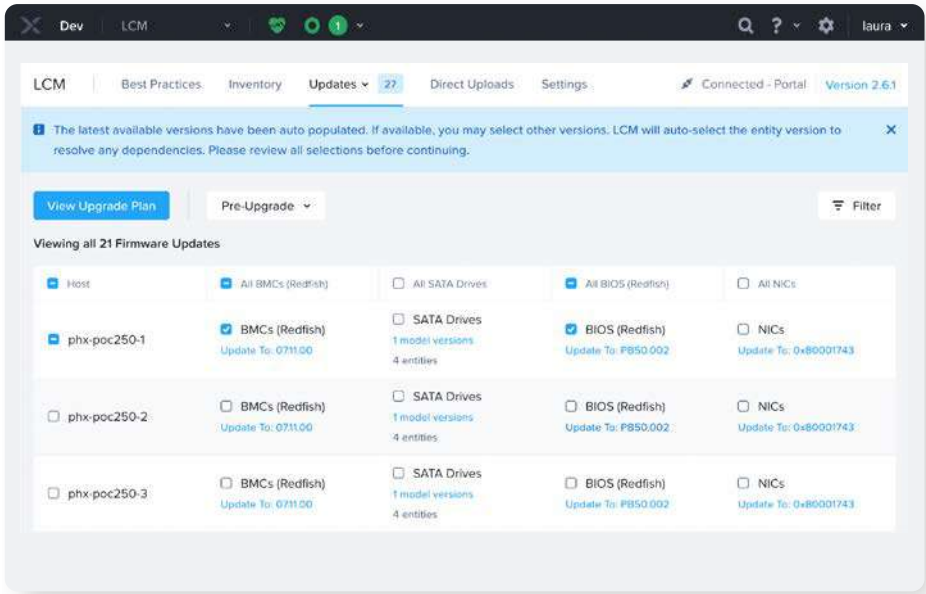 Dev LCM 1 ? laura
LCM Best Practices Inventory Updates 27 Direct Uploads Settings Connected - Portal Version 2.6.1
The latest available versions have been auto populated. If available, you may select other versions. LCM will auto-select the entity version to
resolve any dependencies. Please review all selections before continuing.
View Upgrade Plan Pre-Upgrade Filter
Viewing all 21 Firmware Updates
Host All BMCs (Redfish) All SATA Drives All BIOS (Redfish) All NICs
phx-poc250-1
BMCs (Redfish)
Update To: 07.11.00
SATA Drives
1 model versions
4 entities
BIOS (Redfish)
Update To: PB50.002
NICs
Update To: 0x80001743
phx-poc250-2
BMCs (Redfish)
Update To: 07.11.00
SATA Drives
1 model versions
4 entities
BIOS (Redfish)
Update To: PB50.002
NICs
Update To: 0x80001743
phx-poc250-3
BMCs (Redfish)
Update To: 07.11.00
SATA Drives
1 model versions
4 entities
BIOS (Redfish)
Update To: PB50.002
NICs
Update To: 0x80001743